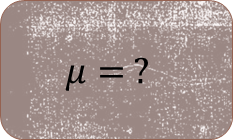 μ = ?